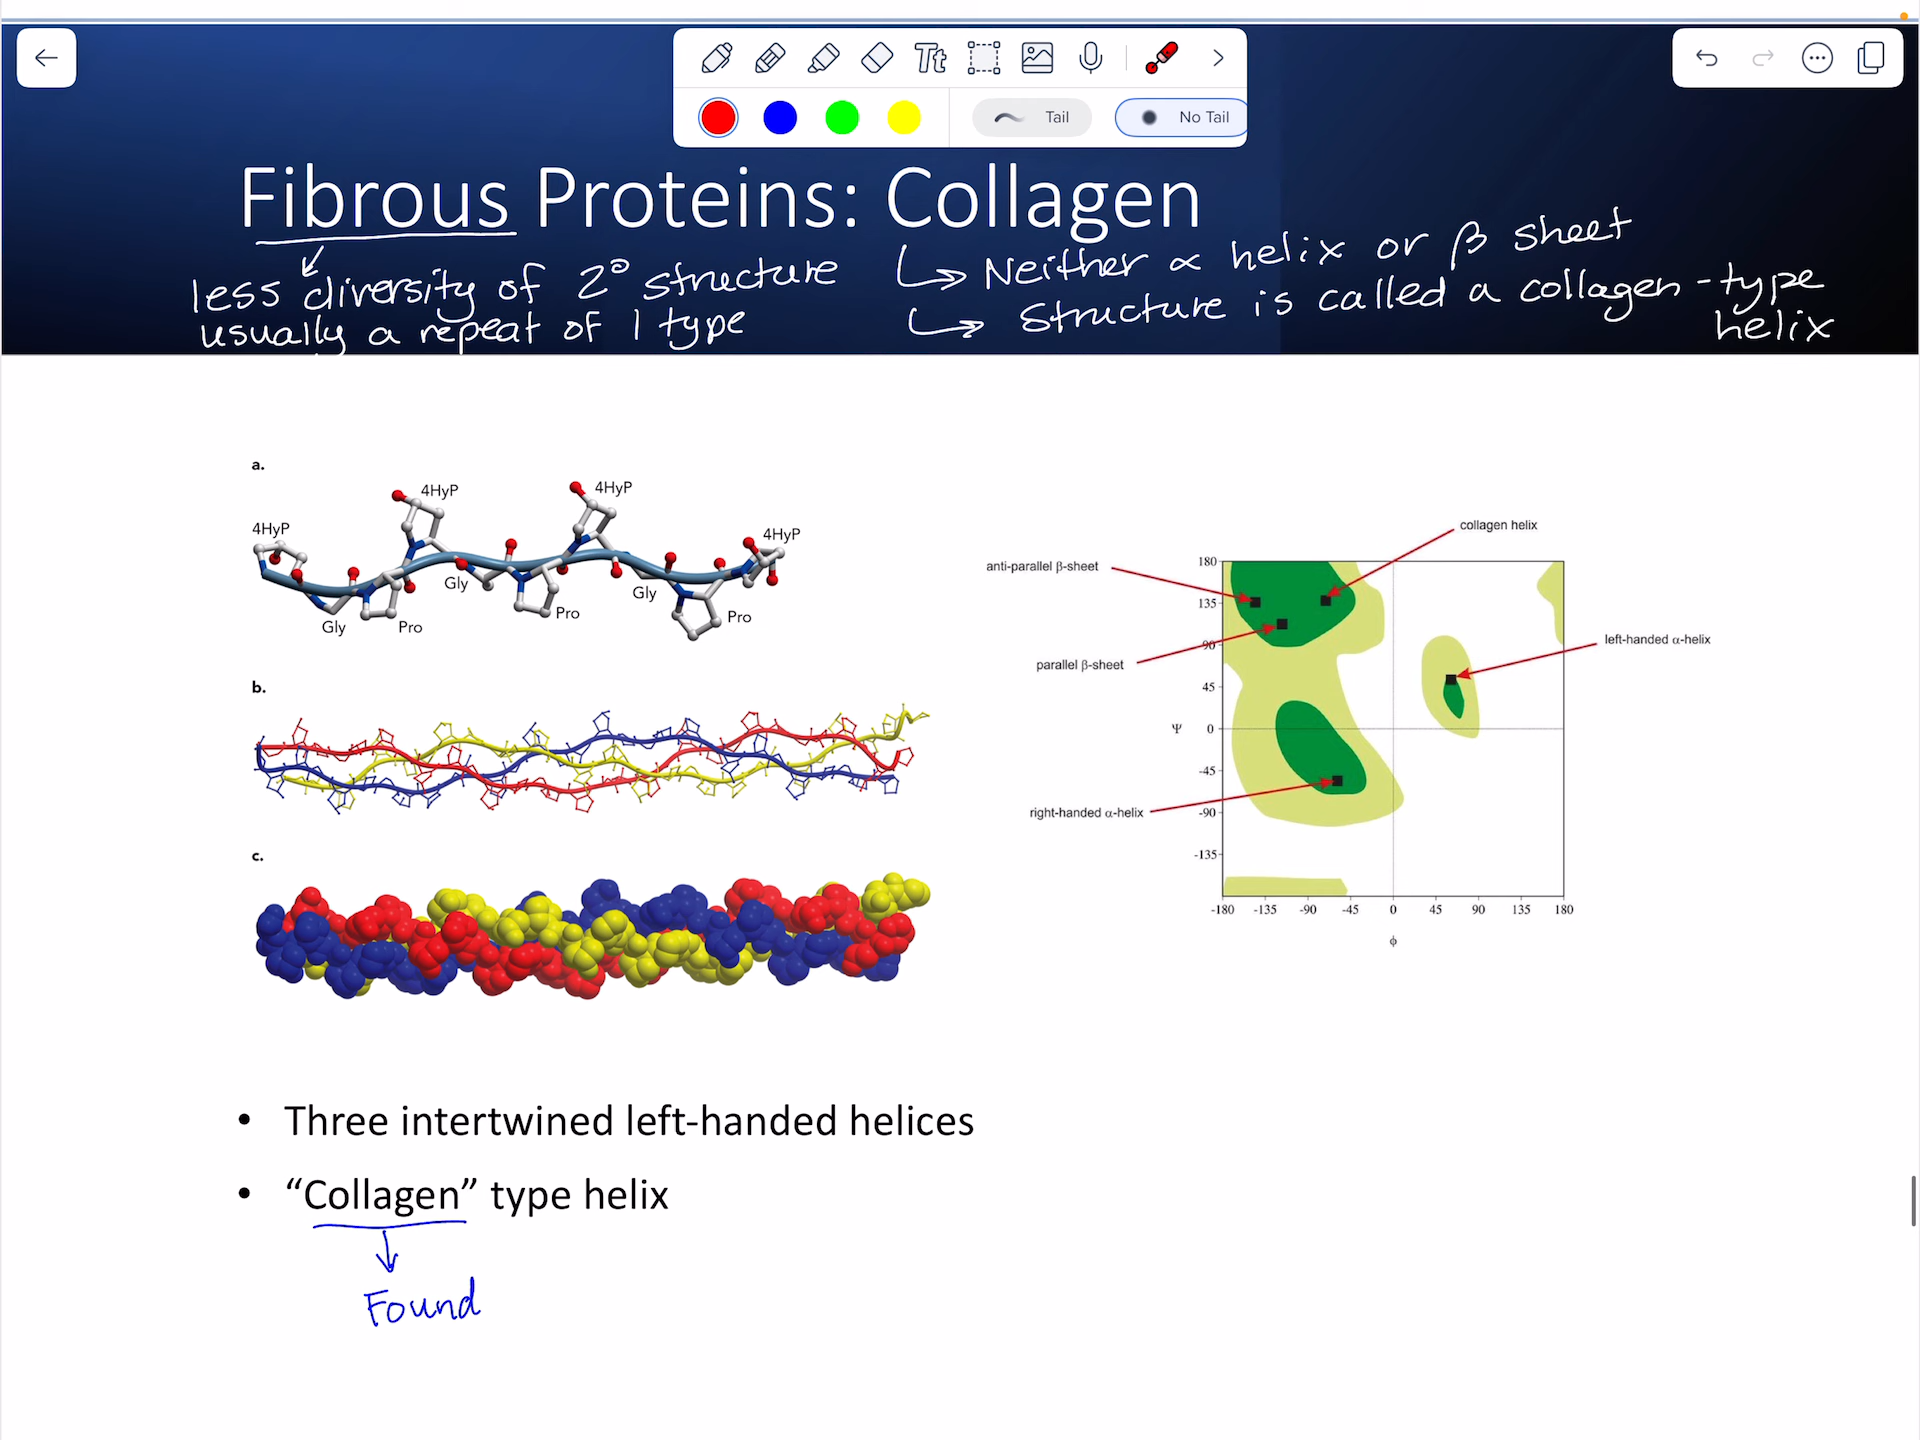 Tt
Tail
No Tail
Fibrous Proteins: Collagen
less diversity of 2° structure
usually a repeat of 1 type
Neither ∝ helix or β sheet
Structure is called a collagen-type
helix
a.
4HyP
4HyP
4HyP
4HyP
Gly
Pro
Gly
Pro
Gly
Pro
b.
c.
collagen helix
anti-parallel β-sheet
parallel β-sheet
left-handed α-helix
right-handed α-helix
180
135
90
45
Ψ 0
-45
-90
-135
-180 -135 -90 -45 0 45 90 135 180
ϕ
• Three intertwined left-handed helices
• “Collagen” type helix
Found